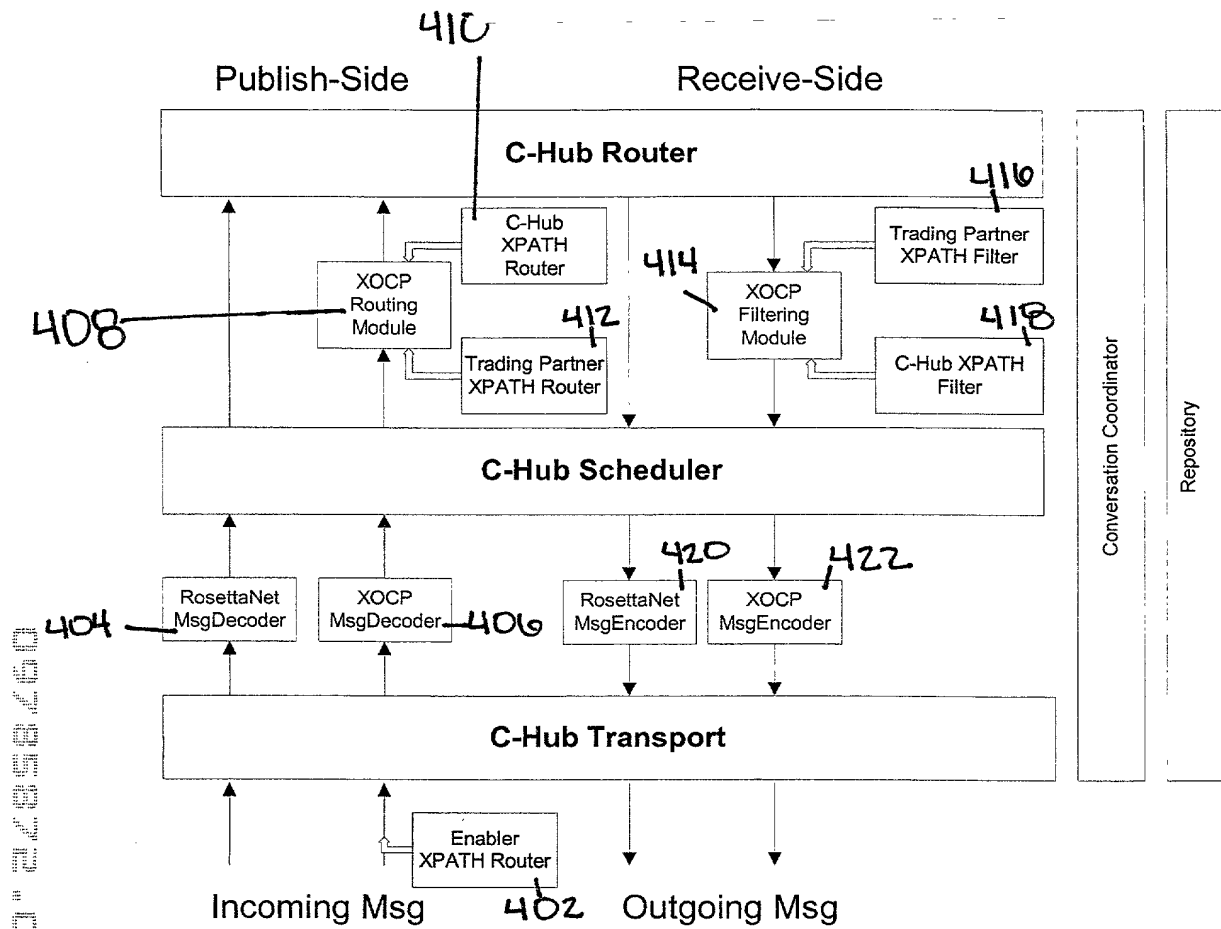 410
Publish-Side
Receive-Side
C-Hub Router
416
C-Hub
XPATH
Router
Trading Partner
XPATH Filter
414
XOCP
Routing
Module
XOCP
Filtering
Module
408
412
418
Trading Partner
XPATH Router
C-Hub XPATH
Filter
Conversation Coordinator
Repository
C-Hub Scheduler
420
422
RosettaNet
MsgDecoder
XOCP
MsgDecoder
RosettaNet
MsgEncoder
XOCP
MsgEncoder
404
406
C-Hub Transport
Enabler
XPATH Router
Incoming Msg
402
Outgoing Msg